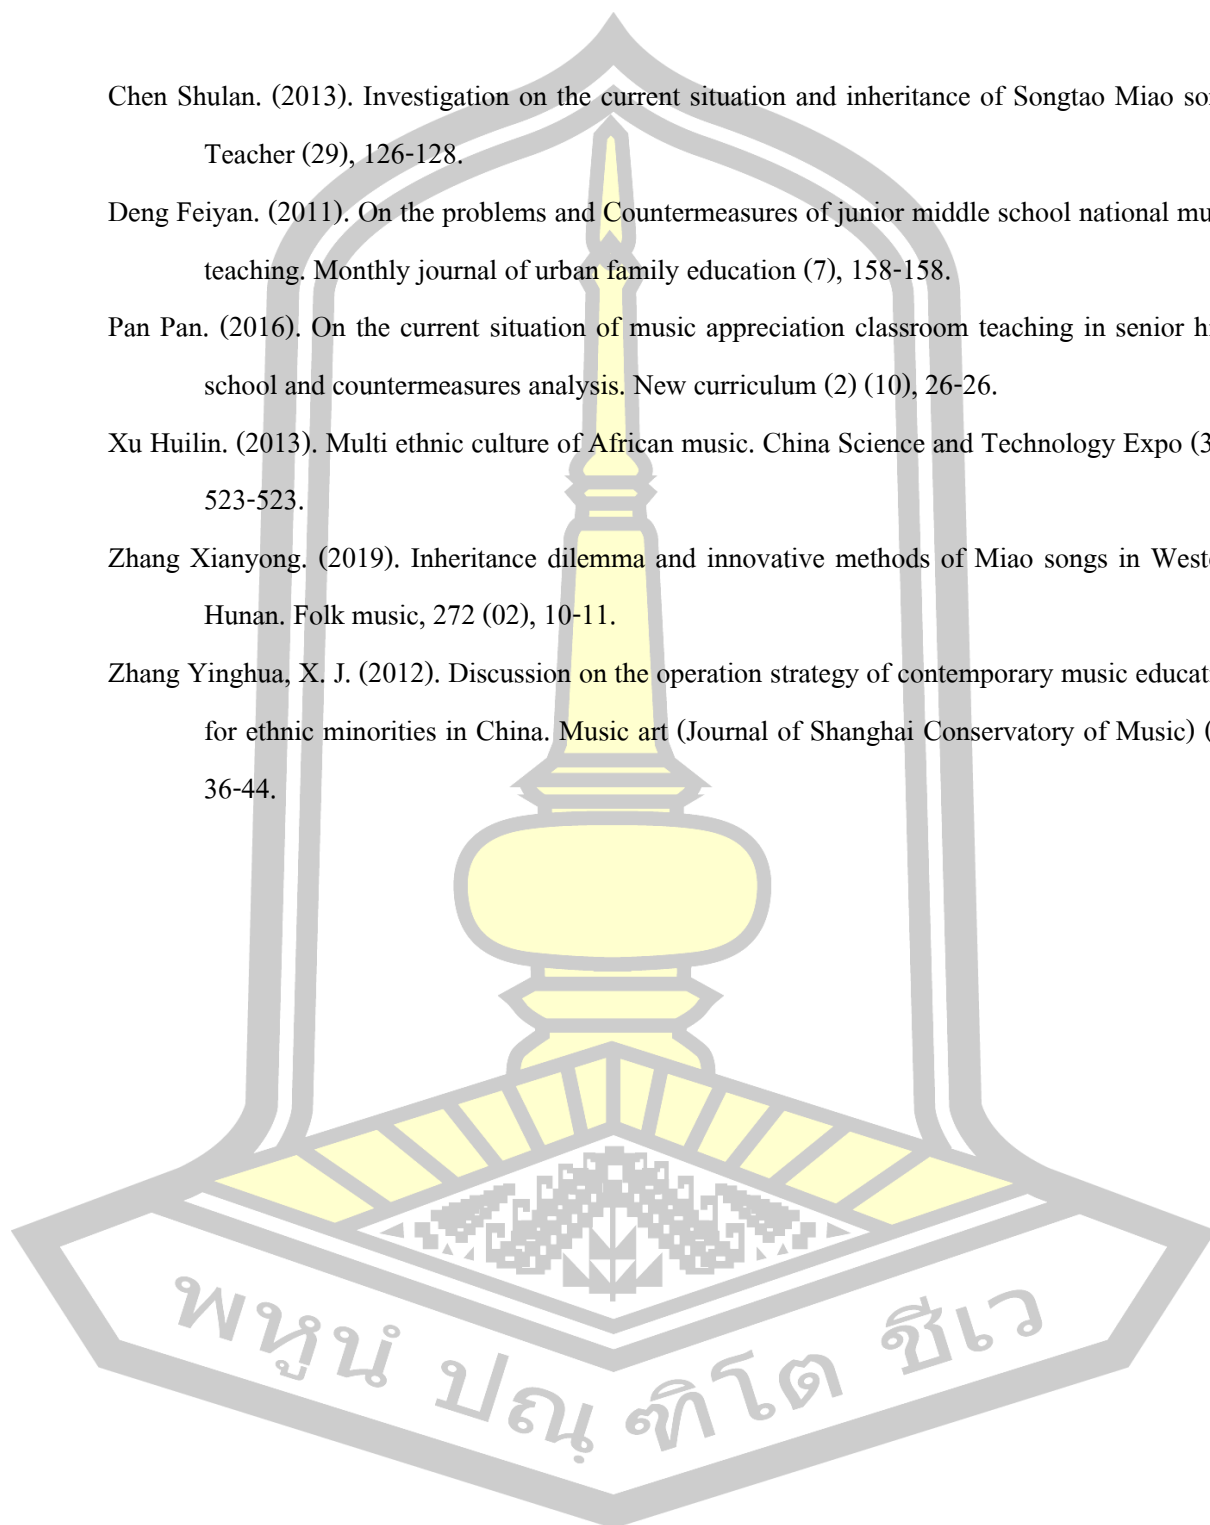 Chen Shulan. (2013). Investigation on the current situation and inheritance of Songtao Miao
Teacher (29), 126-128.
Deng Feiyan. (2011). On the problems and Countermeasures of junior middle school national
teaching. Monthly journal of urban family education (7), 158-158.
Pan Pan. (2016). On the current situation of music appreciation classroom teaching in senior
school and countermeasures analysis. New curriculum (2) (10), 26-26.
Xu Huilin. (2013). Multi ethnic culture of African music. China Science and Technology Expo
523-523.
Zhang Xianyong. (2019). Inheritance dilemma and innovative methods of Miao songs in
Hunan. Folk music, 272 (02), 10-11.
Zhang Yinghua, X. J. (2012). Discussion on the operation strategy of contemporary music
for ethnic minorities in China. Music art (Journal of Shanghai Conservatory of Music)
36-44.
พหูนํ ปณฺฑิโต ชีเว